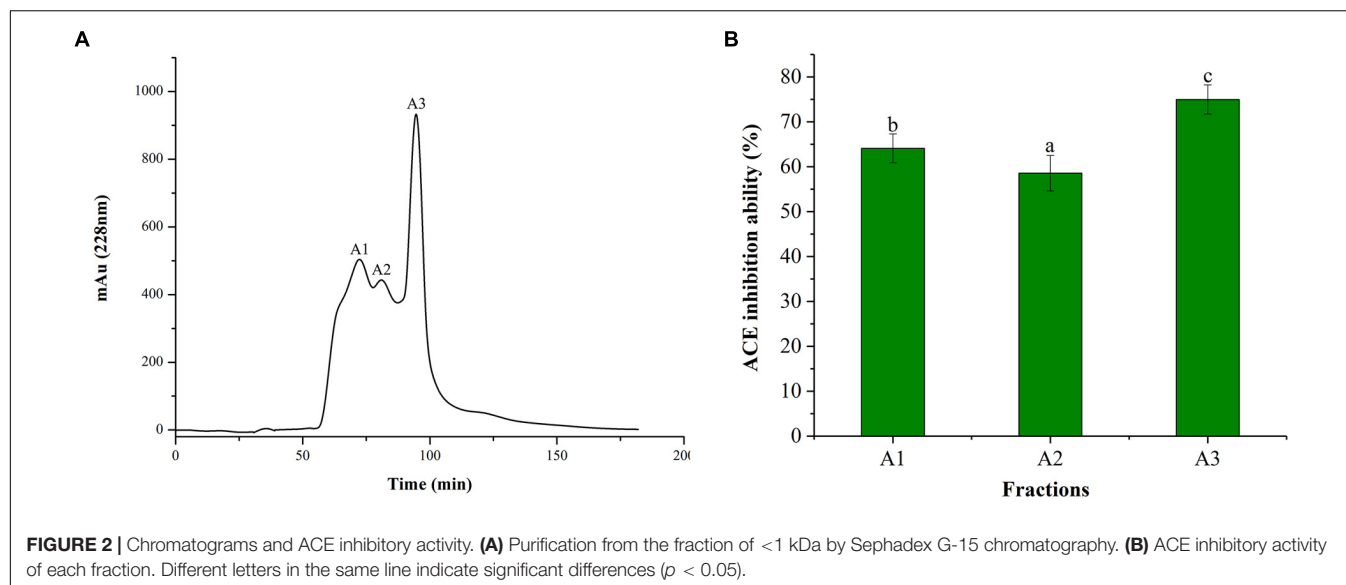 A
mAu (228nm)
1000
800
600
400
200
0
A1
A2
A3
0
50
100
150
200
Time (min)
B
ACE inhibition ability (%)
80
70
60
50
40
30
20
10
0
b
a
c
A1
A2
A3
Fractions
FIGURE 2 | Chromatograms and ACE inhibitory activity. (A) Purification from the fraction of <1 kDa by Sephadex G-15 chromatography. (B) ACE inhibitory activity
of each fraction. Different letters in the same line indicate significant differences (p < 0.05).